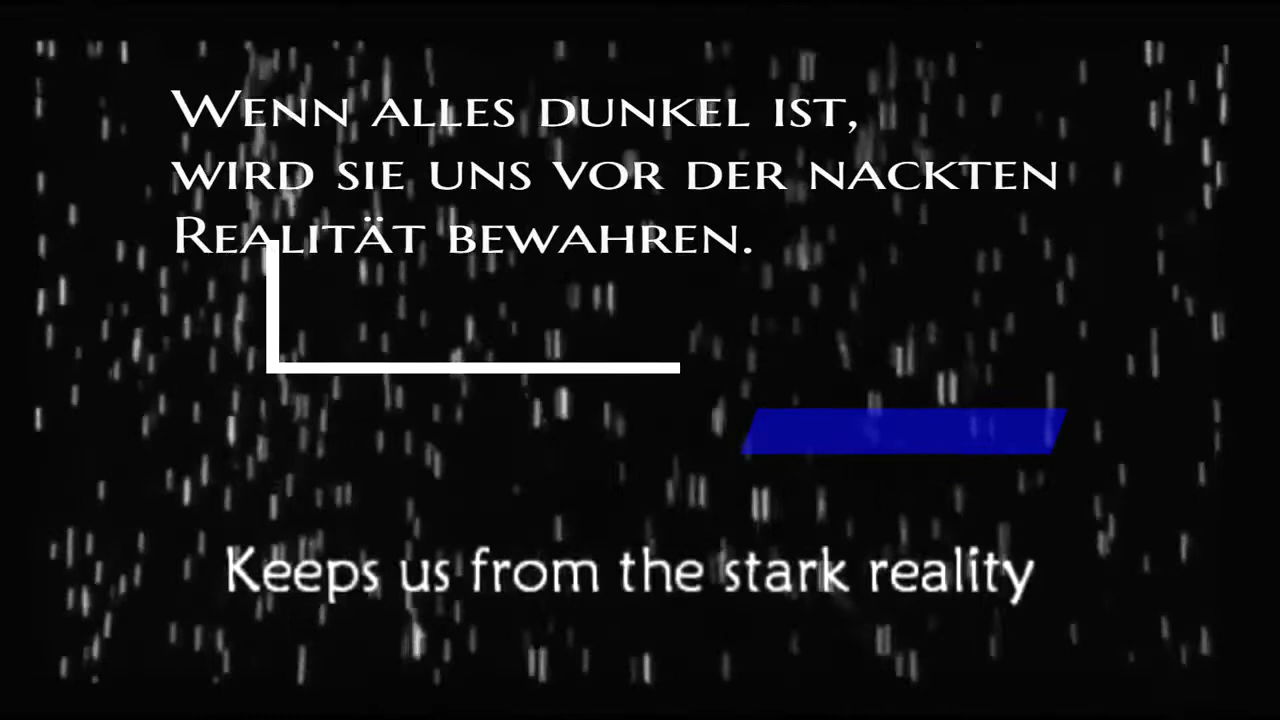 Wenn alles dunkel ist,
wird sie uns vor der nackten
Realität bewahren.
Keeps us from the stark reality